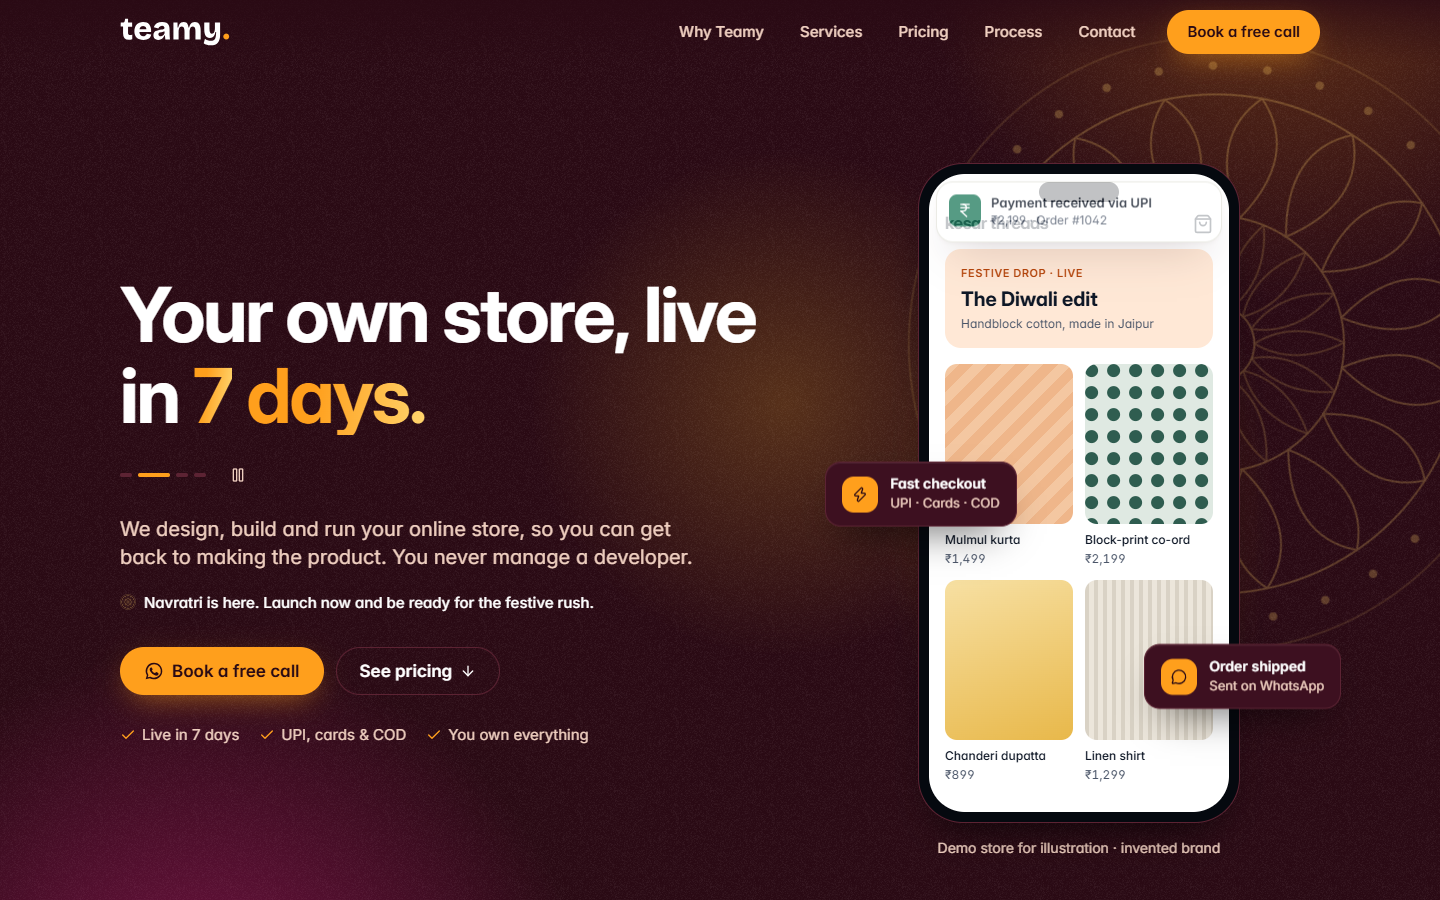 teamy.
Why Teamy
Services
Pricing
Process
Contact
Book a free call
Your own store, live
in 7 days.
We design, build and run your online store, so you can get
back to making the product. You never manage a developer.
Navratri is here. Launch now and be ready for the festive rush.
Book a free call
See pricing
Live in 7 days
UPI, cards & COD
You own everything
₹
Payment received via UPI
₹2,199 · Order #1042
kesar threads
FESTIVE DROP · LIVE
The Diwali edit
Handblock cotton, made in Jaipur
Fast checkout
UPI · Cards · COD
Mulmul kurta
₹1,499
Block-print co-ord
₹2,199
Order shipped
Sent on WhatsApp
Chanderi dupatta
₹899
Linen shirt
₹1,299
Demo store for illustration · invented brand